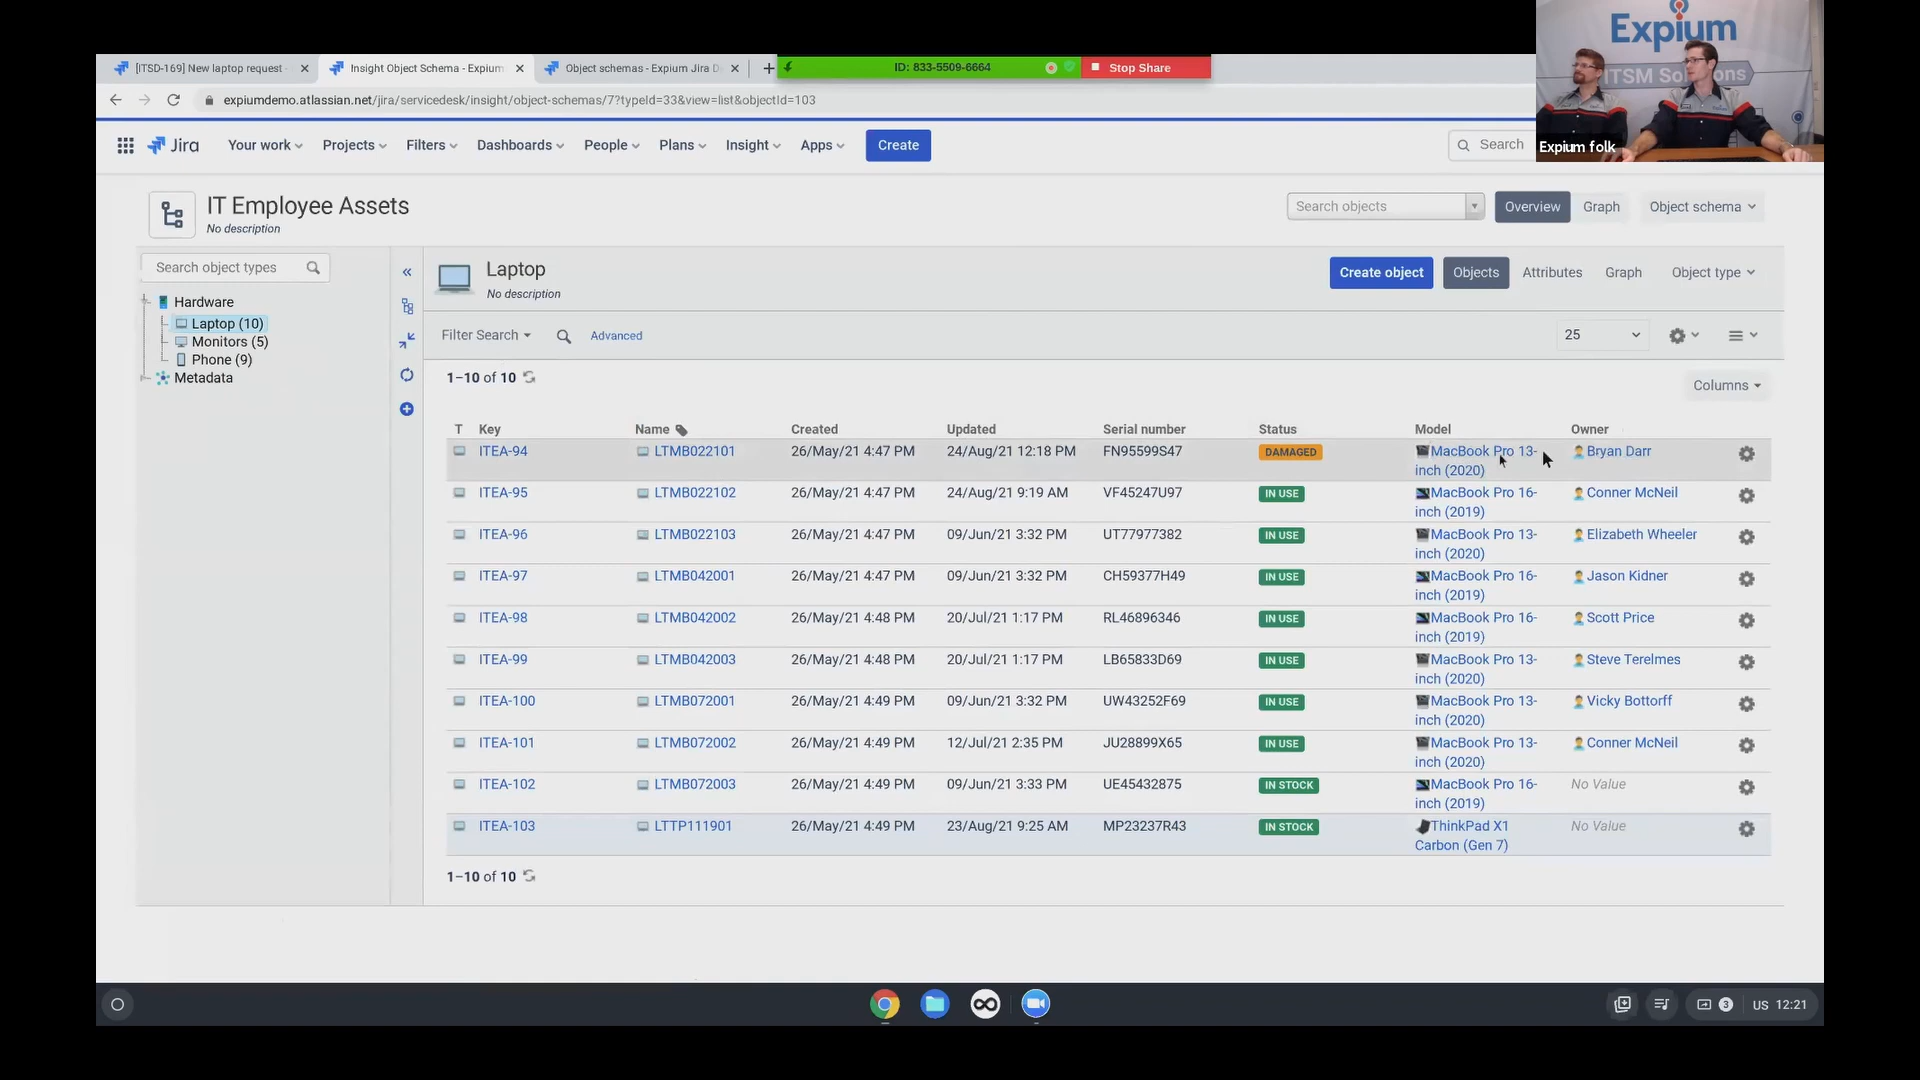 Expium
ITSM Solutions
Expium folk
[ITSD-169] New laptop request
Insight Object Schema - Expium
Object schemas - Expium Jira D
ID: 833-5509-6664
Stop Share
expiumdemo.atlassian.net/jira/servicedesk/insight/object-schemas/7?typeId=33&view=list&objectId=103
Jira Your work Projects Filters Dashboards People Plans Insight Apps Create Search
IT Employee Assets
No description
Search objects Overview Graph Object schema
Search object types
Hardware
Laptop (10)
Monitors (5)
Phone (9)
Metadata
Laptop
No description
Create object Objects Attributes Graph Object type
Filter Search Advanced 25
1–10 of 10
Columns
T Key Name Created Updated Serial number Status Model Owner
ITEA-94 LTMB022101 26/May/21 4:47 PM 24/Aug/21 12:18 PM FN95599S47 DAMAGED MacBook Pro 13- Bryan Darr
inch (2020)
ITEA-95 LTMB022102 26/May/21 4:47 PM 24/Aug/21 9:19 AM VF45247U97 IN USE MacBook Pro 16- Conner McNeil
inch (2019)
ITEA-96 LTMB022103 26/May/21 4:47 PM 09/Jun/21 3:32 PM UT77977382 IN USE MacBook Pro 13- Elizabeth Wheeler
inch (2020)
ITEA-97 LTMB042001 26/May/21 4:47 PM 09/Jun/21 3:32 PM CH59377H49 IN USE MacBook Pro 16- Jason Kidner
inch (2019)
ITEA-98 LTMB042002 26/May/21 4:48 PM 20/Jul/21 1:17 PM RL46896346 IN USE MacBook Pro 16- Scott Price
inch (2019)
ITEA-99 LTMB042003 26/May/21 4:48 PM 20/Jul/21 1:17 PM LB65833D69 IN USE MacBook Pro 13- Steve Terelmes
inch (2020)
ITEA-100 LTMB072001 26/May/21 4:49 PM 09/Jun/21 3:32 PM UW43252F69 IN USE MacBook Pro 13- Vicky Bottorff
inch (2020)
ITEA-101 LTMB072002 26/May/21 4:49 PM 12/Jul/21 2:35 PM JU28899X65 IN USE MacBook Pro 13- Conner McNeil
inch (2020)
ITEA-102 LTMB072003 26/May/21 4:49 PM 09/Jun/21 3:33 PM UE45432875 IN STOCK MacBook Pro 16- No Value
inch (2019)
ITEA-103 LTTP111901 26/May/21 4:49 PM 23/Aug/21 9:25 AM MP23237R43 IN STOCK ThinkPad X1 No Value
Carbon (Gen 7)
1–10 of 10
3 US 12:21